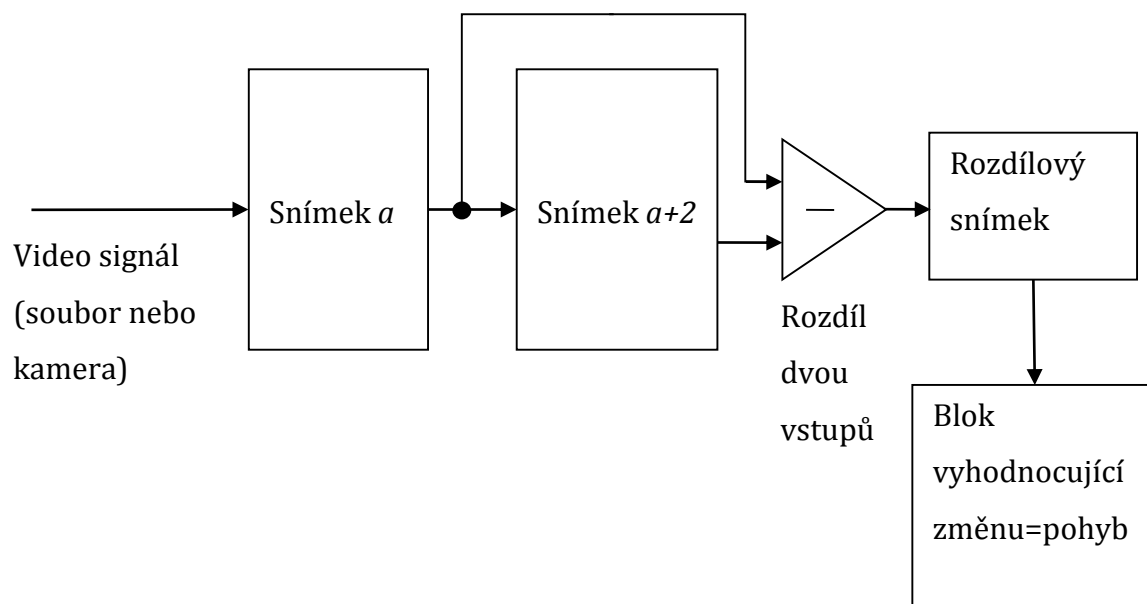 Video signál
(soubor nebo
kamera)
Snímek a
Snímek a+2
—
Rozdíl
dvou
vstupů
Rozdílový
snímek
Blok
vyhodnocující
změnu=pohyb